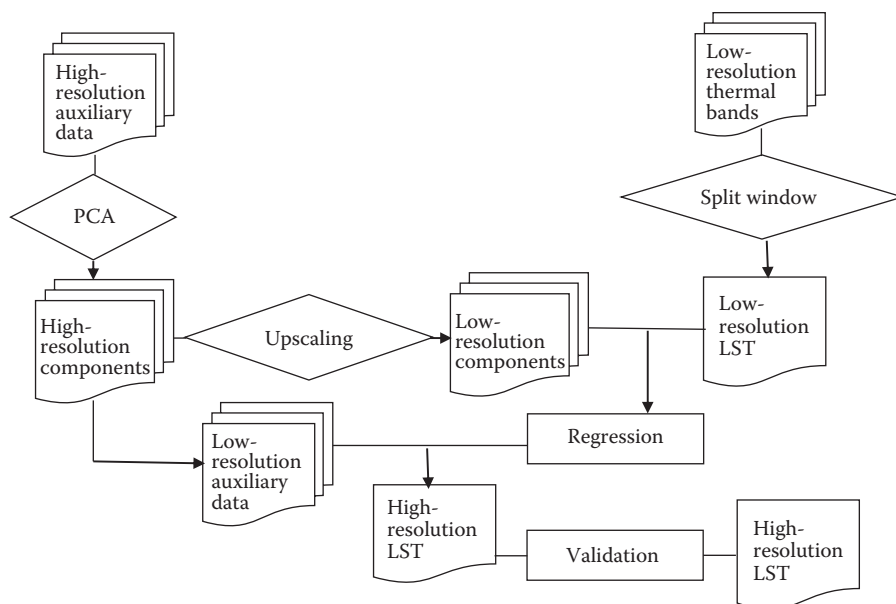 High-
resolution
auxiliary
data
Low-
resolution
thermal
bands
PCA
Split window
High-
resolution
components
Upscaling
Low-
resolution
components
Low-
resolution
LST
Low-
resolution
auxiliary
data
Regression
High-
resolution
LST
Validation
High-
resolution
LST